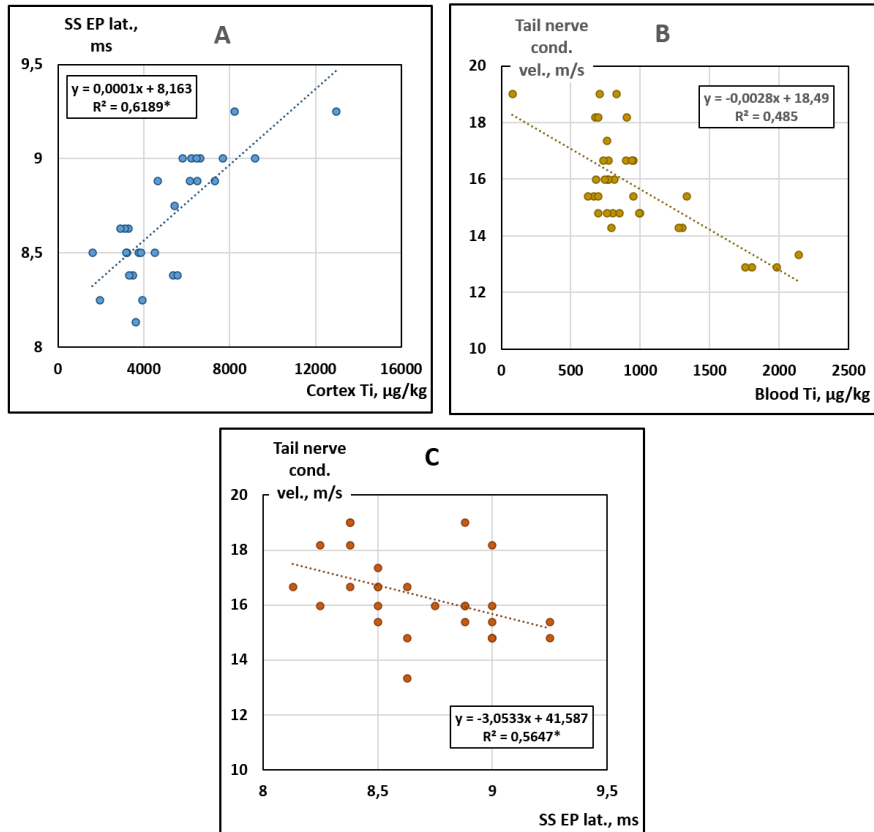 SS EP lat.,
ms
A
9,5
y = 0,0001x + 8,163
R² = 0,6189*
9
8,5
8
0
4000
8000
12000
16000
Cortex Ti, µg/kg
Tail nerve
cond.
vel., m/s
B
20
y = -0,0028x + 18,49
R² = 0,485
18
16
14
12
10
0
500
1000
1500
2000
2500
Blood Ti, µg/kg
Tail nerve
cond.
vel., m/s
C
20
18
16
14
12
y = -3,0533x + 41,587
R² = 0,5647*
10
8
8,5
9
9,5
SS EP lat., ms